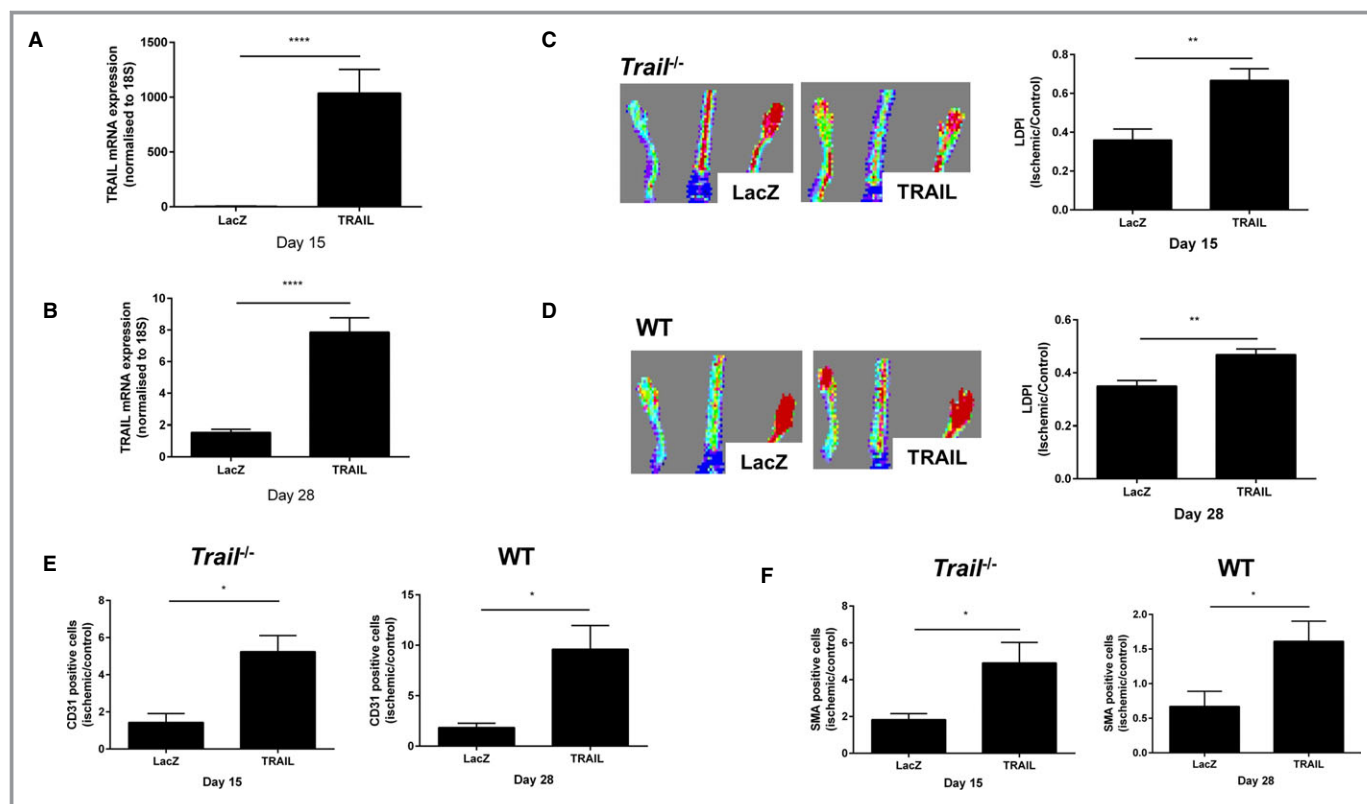 A
TRAIL mRNA expression
(normalised to 18S)
1500
1000
500
0
****
LacZ
TRAIL
Day 15
B
TRAIL mRNA expression
(normalised to 18S)
10
8
6
4
2
0
****
LacZ
TRAIL
Day 28
C
Trail-/-
LacZ
TRAIL
LDPI
(Ischemic/Control)
0.8
0.6
0.4
0.2
0.0
**
LacZ
TRAIL
Day 15
D
WT
LacZ
TRAIL
LDPI
(Ischemic/Control)
0.6
0.4
0.2
0.0
**
LacZ
TRAIL
Day 28
E
Trail-/-
CD31 positive cells
(ischemic/control)
8
6
4
2
0
*
LacZ
TRAIL
Day 15
WT
CD31 positive cells
(ischemic/control)
15
10
5
0
*
LacZ
TRAIL
Day 28
F
Trail-/-
SMA positive cells
(ischemic/control)
8
6
4
2
0
*
LacZ
TRAIL
Day 15
WT
SMA positive cells
(ischemic/control)
2.0
1.5
1.0
0.5
0.0
*
LacZ
TRAIL
Day 28